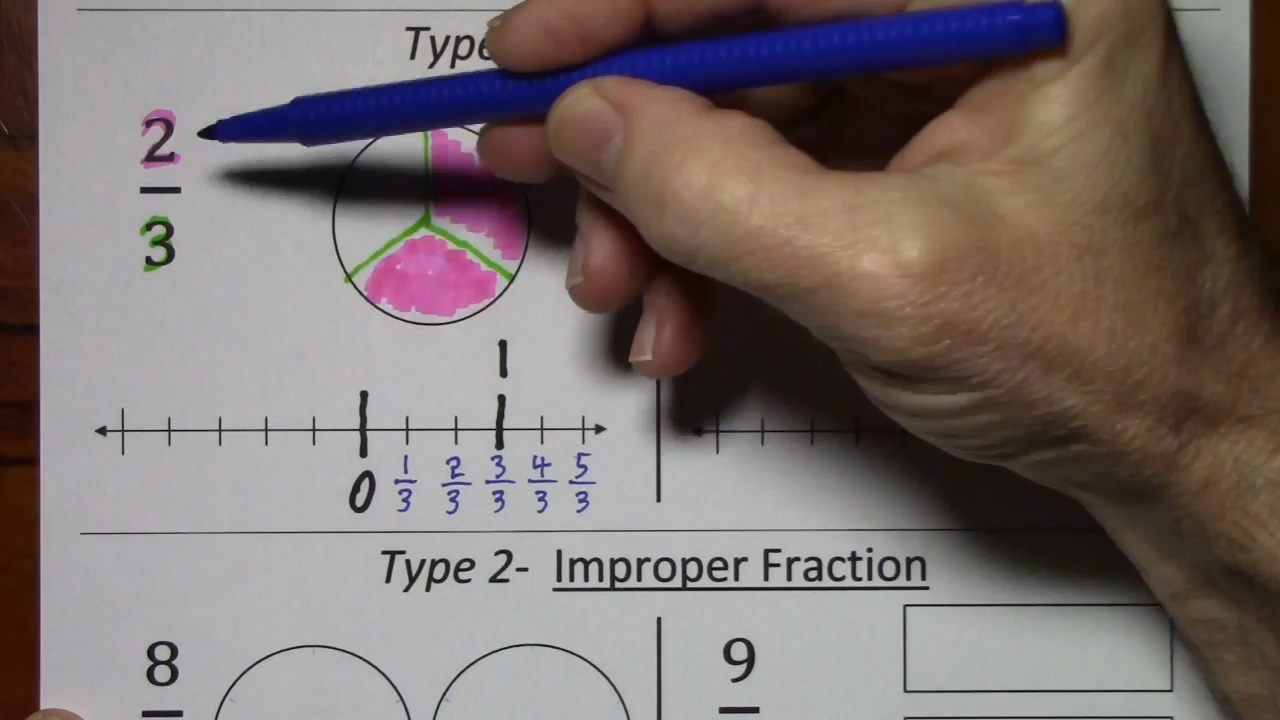 Type
2
3
1
0 1/3 2/3 3/3 4/3 5/3
Type 2- Improper Fraction
8
9